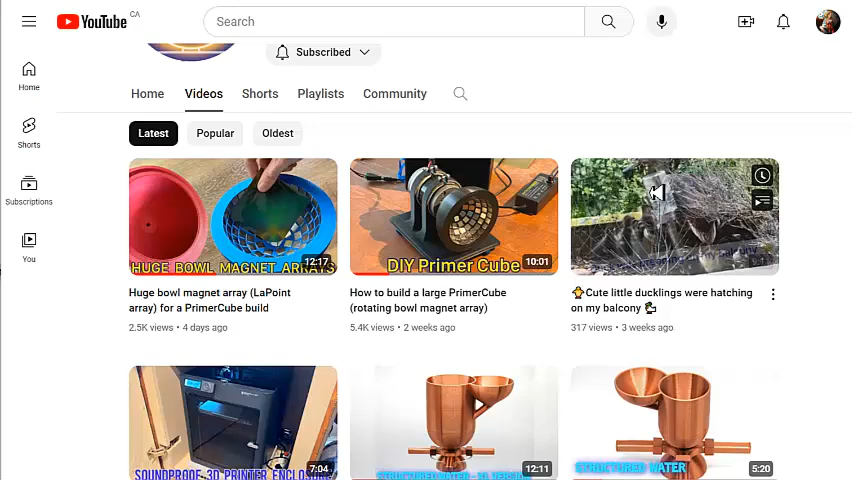 YouTube CA
Search
Subscribed
Home
Videos
Shorts
Playlists
Community
Home
Shorts
Subscriptions
You
Latest
Popular
Oldest
HUGE BOWL MAGNET ARRAYS
12:17
DIY Primer Cube
10:01
Huge bowl magnet array (LaPoint
array) for a PrimerCube build
2.5K views • 4 days ago
How to build a large PrimerCube
(rotating bowl magnet array)
5.4K views • 2 weeks ago
🐥Cute little ducklings were hatching
on my balcony 🐓
317 views • 3 weeks ago
SOUNDPROOF 3D PRINTER ENCLOSURE
7:04
STRUCTURED WATER
12:11
STRUCTURED WATER
5:20